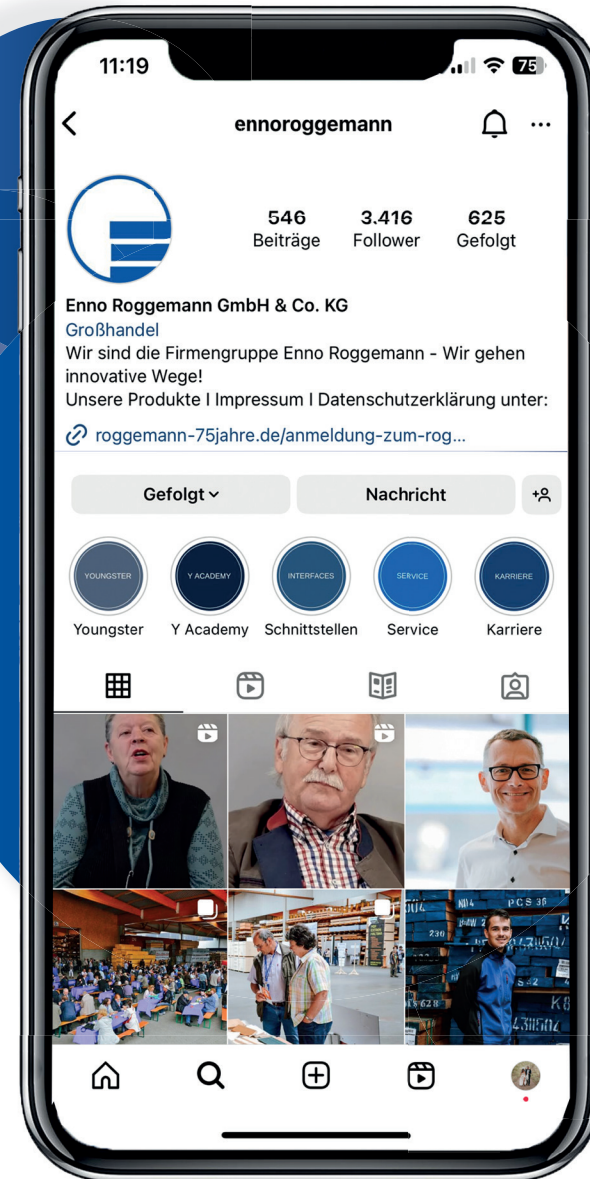 11:19
75
ennoroggemann
546 3.416 625
Beiträge Follower Gefolgt
Enno Roggemann GmbH & Co. KG
Großhandel
Wir sind die Firmengruppe Enno Roggemann - Wir gehen
innovative Wege!
Unsere Produkte I Impressum I Datenschutzerklärung unter:
roggemann-75jahre.de/anmeldung-zum-rog...
Gefolgt Nachricht
YOUNGSTER Y ACADEMY INTERFACES SERVICE KARRIERE
Youngster Y Academy Schnittstellen Service Karriere
PCS 36
230